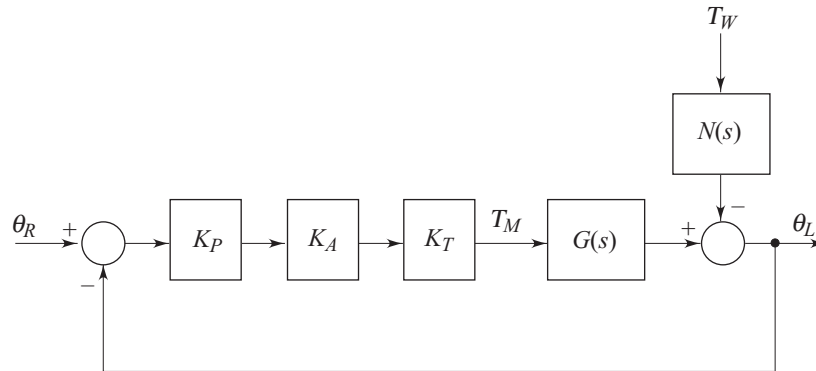 T_W
N(s)
θ_R + K_P K_A K_T T_M G(s) + − θ_L
−